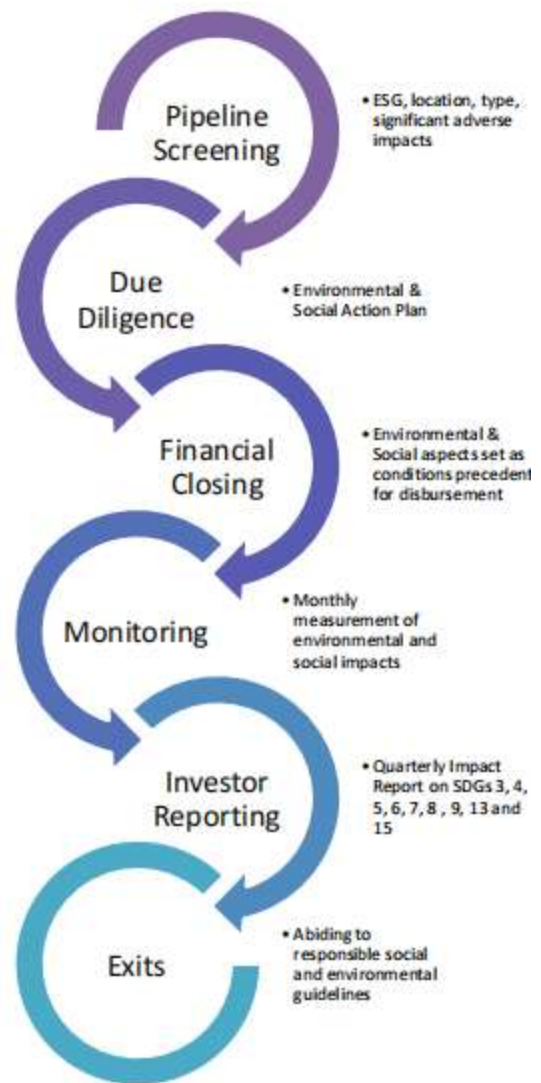 Pipeline
Screening
• ESG, location, type,
significant adverse
impacts
Due
Diligence
• Environmental &
Social Action Plan
Financial
Closing
• Environmental &
Social aspects set as
conditions precedent
for disbursement
Monitoring
• Monthly
measurement of
environmental and
social impacts
Investor
Reporting
• Quarterly Impact
Report on SDGs 3, 4,
5, 6, 7, 8 , 9, 13 and
15
Exits
• Abiding to
responsible social
and environmental
guidelines